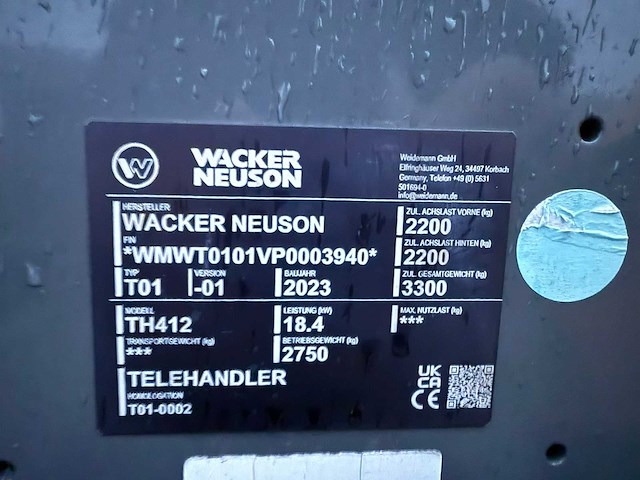 W
WACKER
NEUSON
Weidemann GmbH
Elfringhäuser Weg 24, 34497 Korbach
Germany, Telefon +49 (0) 5631
501694-0
info@weidemann.de
HERSTELLER
WACKER NEUSON
FIN
*WMWT0101VP0003940*
TYP VERSION BAUJAHR
T01 -01 2023
ZUL. ACHSLAST VORNE (kg)
2200
ZUL. ACHSLAST HINTEN (kg)
2200
ZUL. GESAMTGEWICHT (kg)
3300
MODELL LEISTUNG (kW) MAX. NUTZLAST (kg)
TH412 18.4 ***
TRANSPORTGEWICHT (kg) BETRIEBSGEWICHT (kg)
*** 2750
TELEHANDLER
HOMOLOGATION
T01-0002
UK
CA
CE